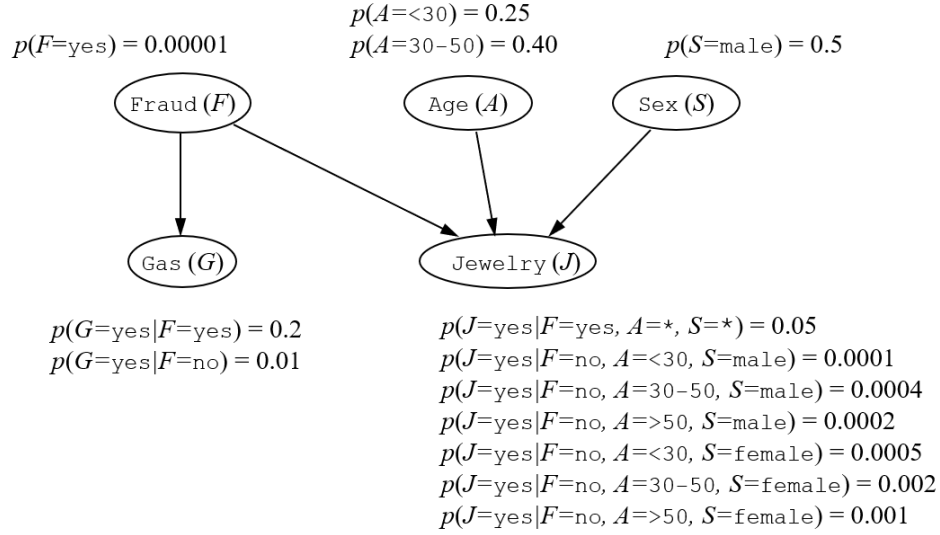 p(A=<30) = 0.25
p(F=yes) = 0.00001
p(A=30-50) = 0.40
p(S=male) = 0.5
Fraud (F)
Age (A)
Sex (S)
Gas (G)
Jewelry (J)
p(G=yes|F=yes) = 0.2
p(G=yes|F=no) = 0.01
p(J=yes|F=yes, A=*, S=*) = 0.05
p(J=yes|F=no, A=<30, S=male) = 0.0001
p(J=yes|F=no, A=30-50, S=male) = 0.0004
p(J=yes|F=no, A=>50, S=male) = 0.0002
p(J=yes|F=no, A=<30, S=female) = 0.0005
p(J=yes|F=no, A=30-50, S=female) = 0.002
p(J=yes|F=no, A=>50, S=female) = 0.001